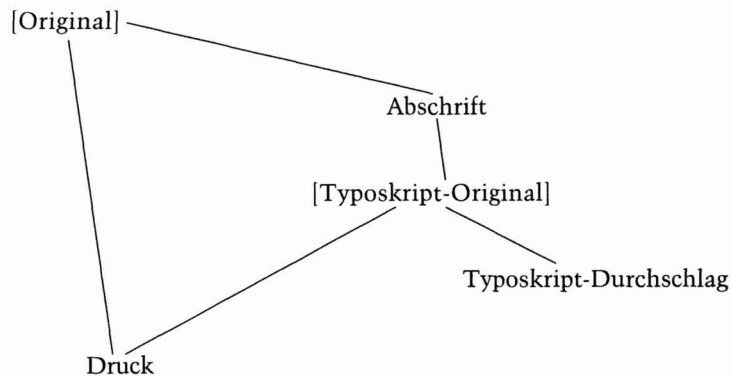 [Original]
Abschrift
[Typoskript-Original]
Typoskript-Durchschlag
Druck